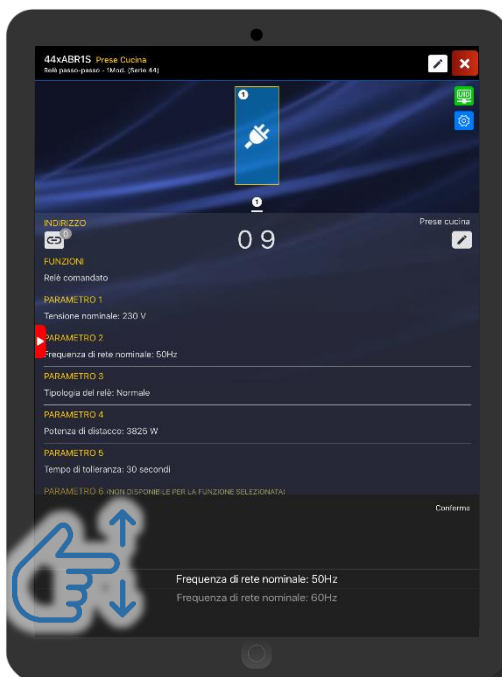 44xABR1S Prese Cucina
Relè passo-passo - 1Mod. (Serie 44)
1
UID
1
INDIRIZZO
Prese cucina
0
09
FUNZIONI
Relè comandato
PARAMETRO 1
Tensione nominale: 230 V
PARAMETRO 2
Frequenza di rete nominale: 50Hz
PARAMETRO 3
Tipologia del relè: Normale
PARAMETRO 4
Potenza di distacco: 3825 W
PARAMETRO 5
Tempo di tolleranza: 30 secondi
PARAMETRO 6 (NON DISPONIBILE PER LA FUNZIONE SELEZIONATA)
Conferma
Frequenza di rete nominale: 50Hz
Frequenza di rete nominale: 60Hz